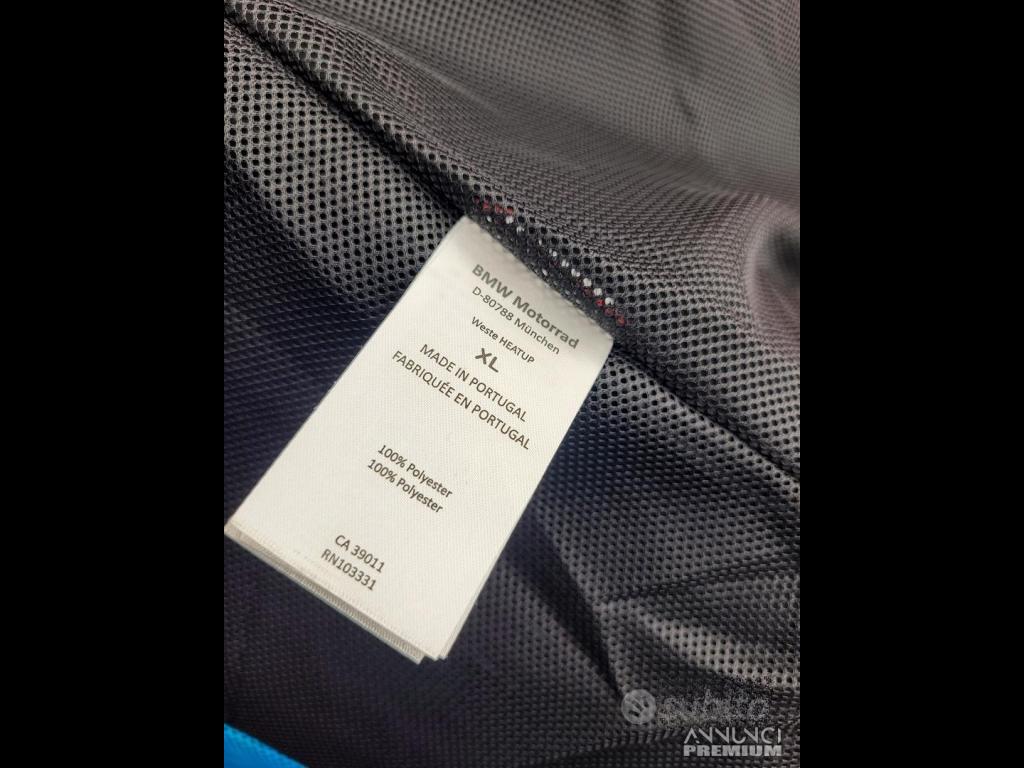 BMW Motorrad
D-80788 München
Weste HEATUP
XL
MADE IN PORTUGAL
FABRIQUÉE EN PORTUGAL
100% Polyester
100% Polyester
CA 39011
RN103331
subito
ANNUNCI
PREMIUM